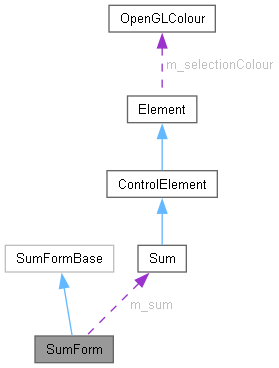 OpenGLColour
m_selectionColour
Element
ControlElement
SumFormBase
Sum
m_sum
SumForm